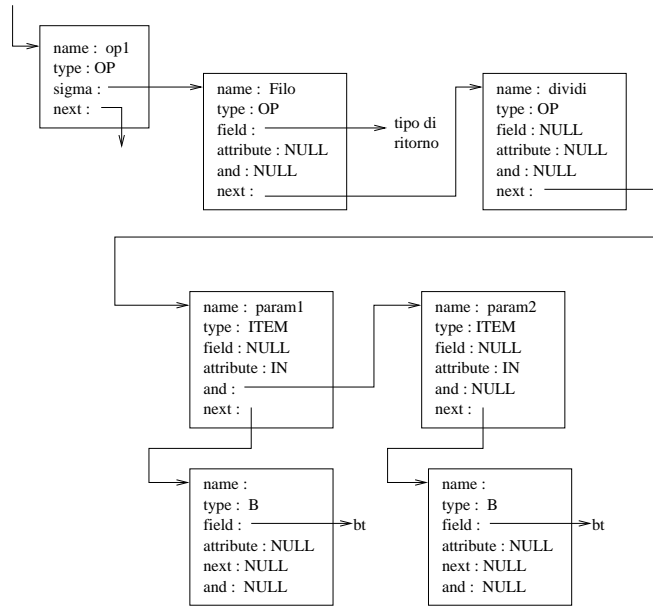 name : op1
type : OP
sigma :
next :
name : Filo
type : OP
field :
attribute : NULL
and : NULL
next :
tipo di
ritorno
name : dividi
type : OP
field : NULL
attribute : NULL
and : NULL
next :
name : param1
type : ITEM
field : NULL
attribute : IN
and :
next :
name : param2
type : ITEM
field : NULL
attribute : IN
and : NULL
next :
name :
type : B
field :
attribute : NULL
next : NULL
and : NULL
bt
name :
type : B
field :
attribute : NULL
next : NULL
and : NULL
bt